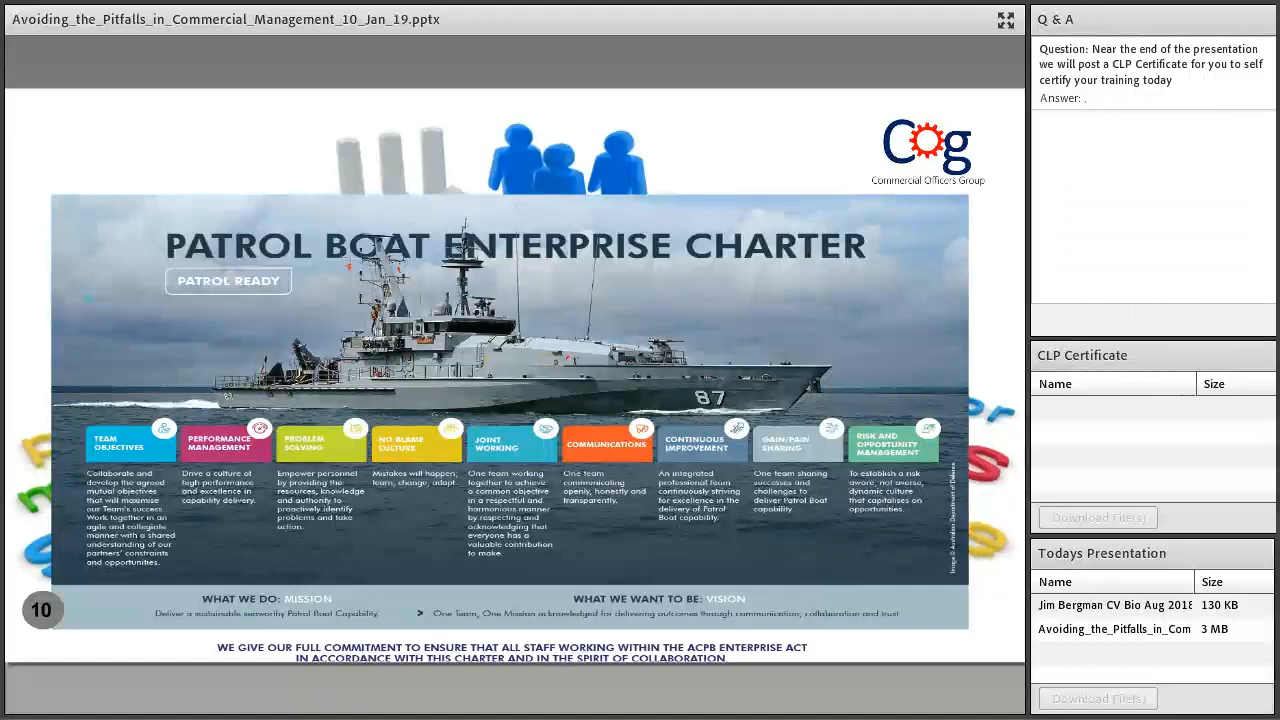 Avoiding_the_Pitfalls_in_Commercial_Management_10_Jan_19.pptx
Cog
Commercial Officers Group
PATROL BOAT ENTERPRISE CHARTER
PATROL READY
87
87
TEAM
OBJECTIVES
Collaborate and
develop the agreed
mutual objectives
that will maximise
our Team's success.
Work together in an
agile and collegiate
manner with a shared
understanding of our
partners' constraints
and opportunities.
PERFORMANCE
MANAGEMENT
Drive a culture of
high performance
and excellence in
capability delivery.
PROBLEM
SOLVING
Empower personnel
by providing the
resources, knowledge
and authority to
proactively identify
problems and take
action.
NO BLAME
CULTURE
Mistakes will happen;
learn, change, adapt.
JOINT
WORKING
One team working
together to achieve
a common objective
in a respectful and
harmonious manner
by respecting and
acknowledging that
everyone has a
valuable contribution
to make.
COMMUNICATIONS
One team
communicating
openly, honestly and
transparently.
CONTINUOUS
IMPROVEMENT
An integrated
professional team
continuously striving
for excellence in the
delivery of Patrol
Boat capability.
GAIN/PAIN
SHARING
One team sharing
successes and
challenges to
deliver Patrol Boat
capability.
RISK AND
OPPORTUNITY
MANAGEMENT
To establish a risk
aware, not averse,
dynamic culture
that capitalises on
opportunities.
Image © Australian Department of Defence
WHAT WE DO: MISSION
Deliver a sustainable seaworthy Patrol Boat Capability.
WHAT WE WANT TO BE: VISION
> One Team, One Mission acknowledged for delivering outcomes through communication, collaboration and trust
10
WE GIVE OUR FULL COMMITMENT TO ENSURE THAT ALL STAFF WORKING WITHIN THE ACPB ENTERPRISE ACT
IN ACCORDANCE WITH THIS CHARTER AND IN THE SPIRIT OF COLLABORATION.
Q & A
Question: Near the end of the presentation
we will post a CLP Certificate for you to self
certify your training today
Answer: .
CLP Certificate
Name Size
Download File(s)
Todays Presentation
Name Size
Jim Bergman CV Bio Aug 2018 130 KB
Avoiding_the_Pitfalls_in_Com 3 MB
Download File(s)